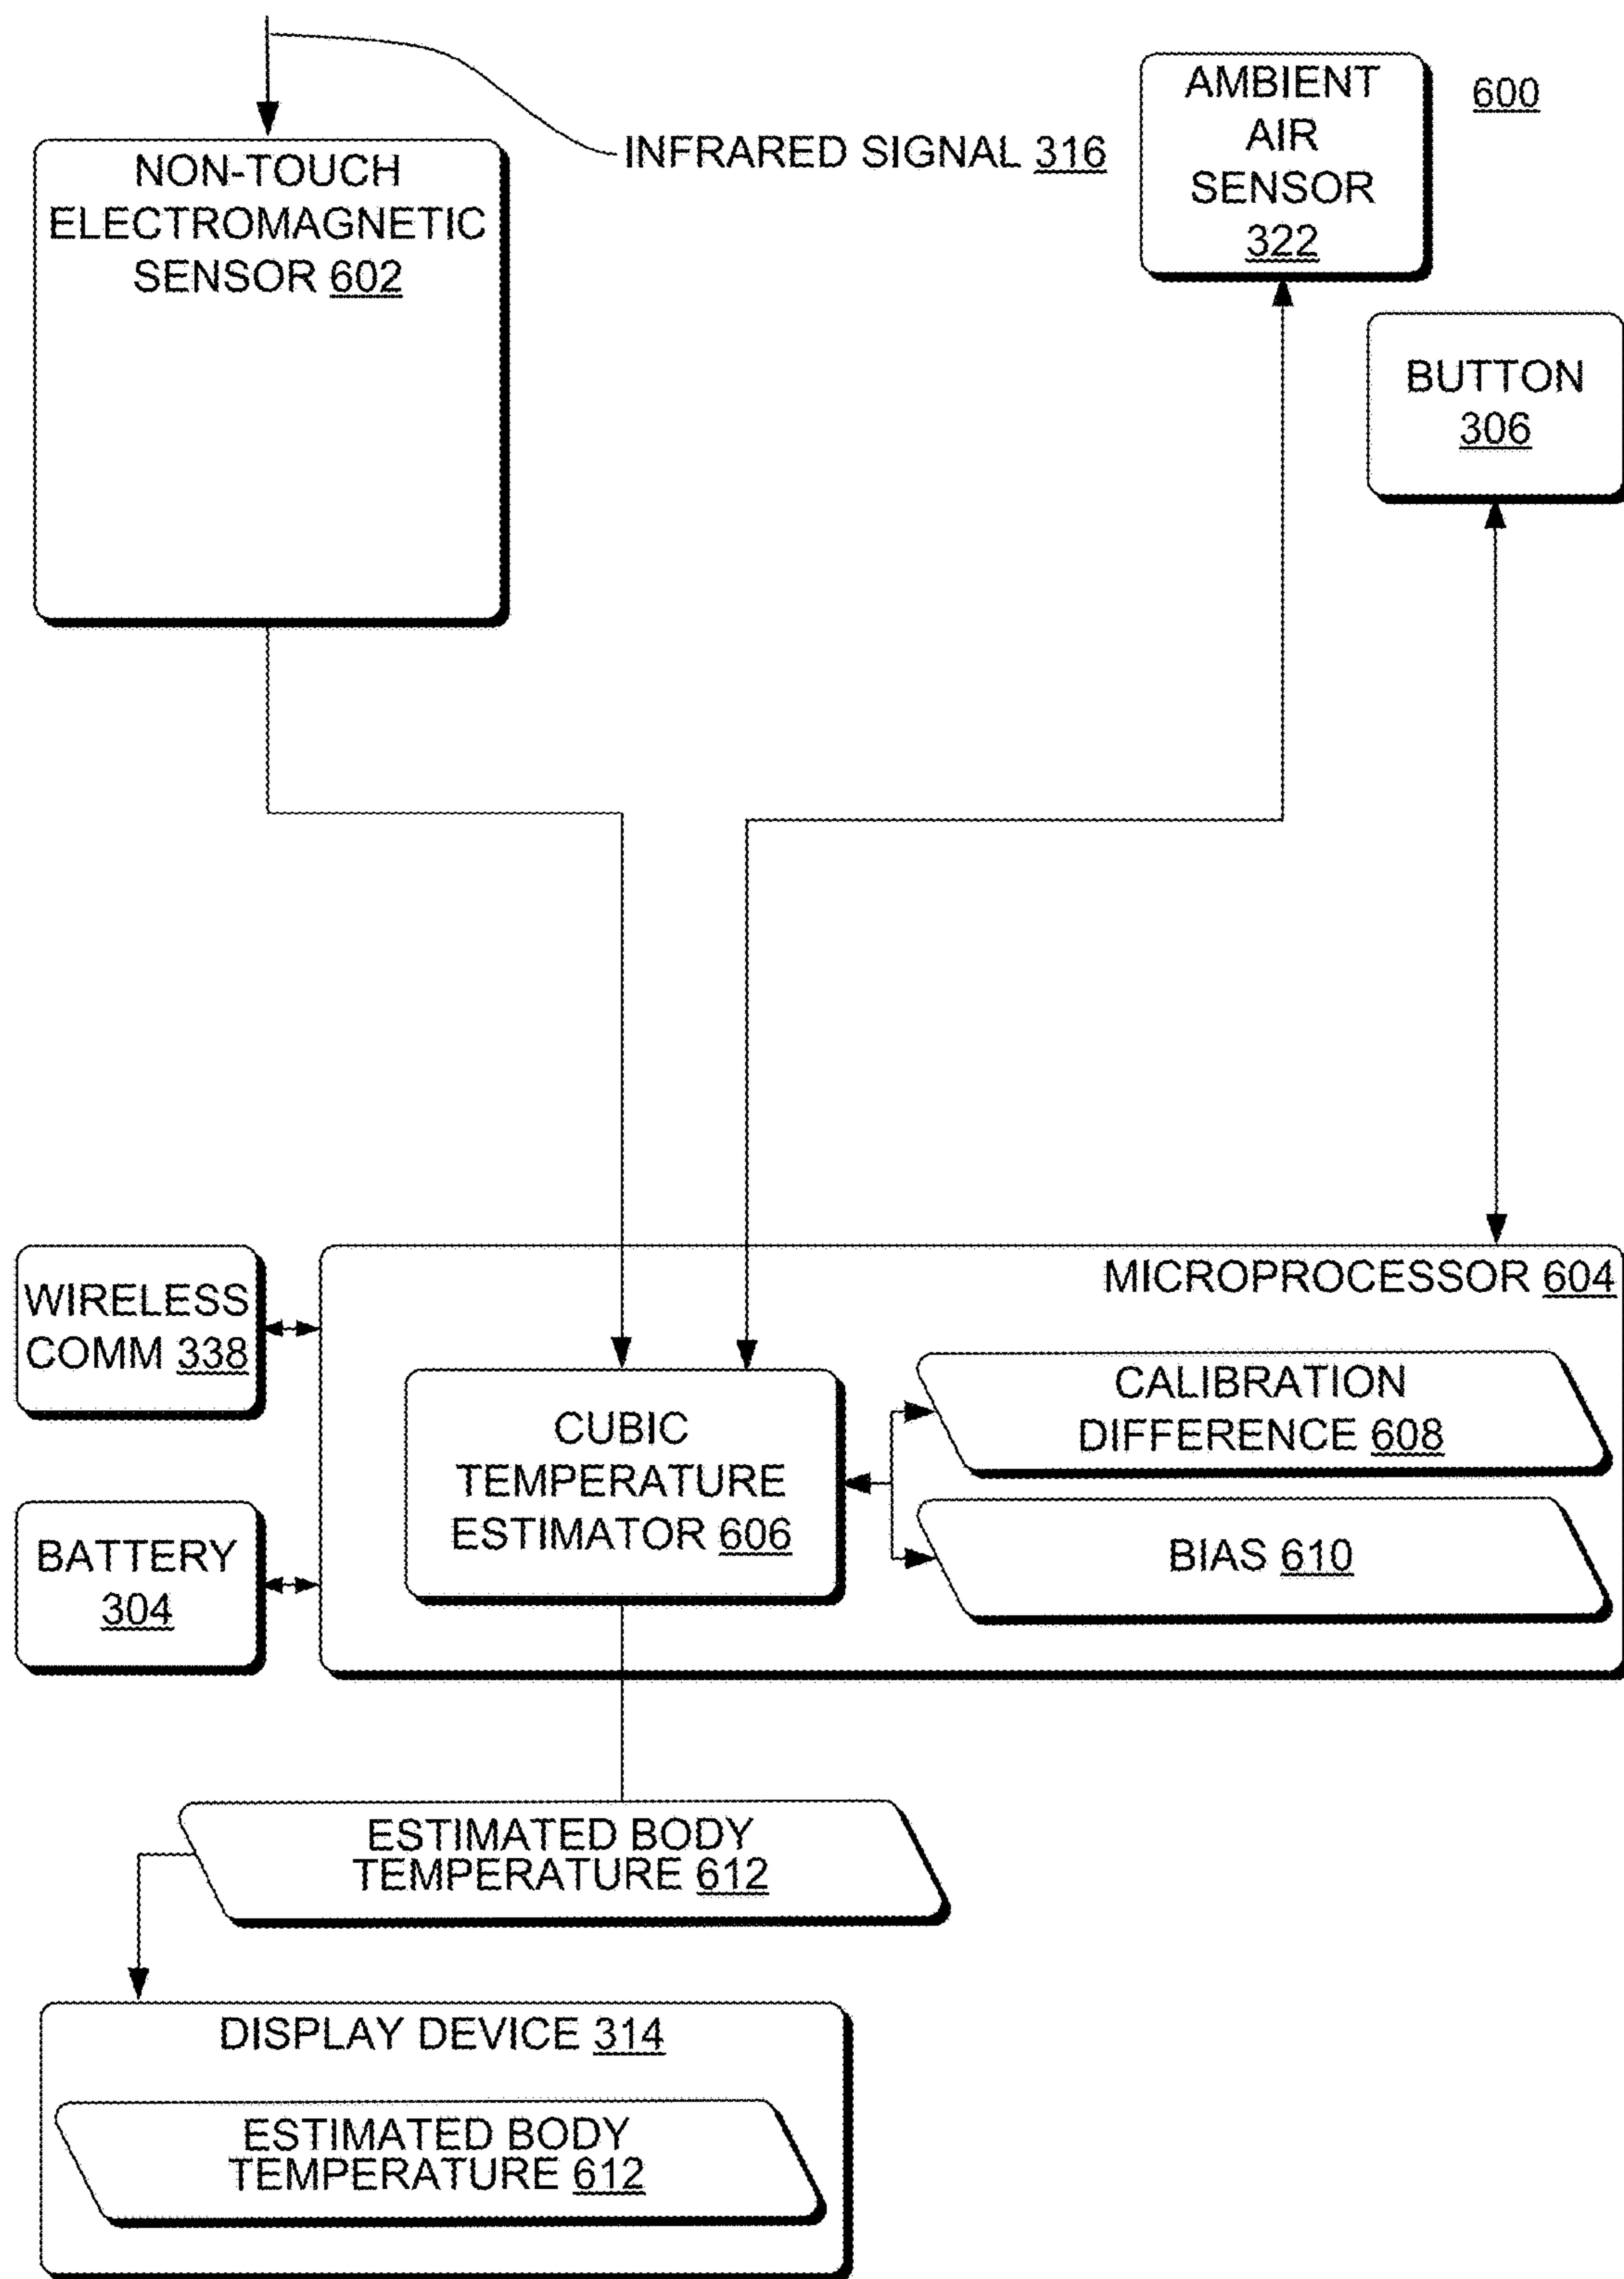 NON-TOUCH
ELECTROMAGNETIC
SENSOR 602
INFRARED SIGNAL 316
AMBIENT
AIR
SENSOR
322
600
BUTTON
306
WIRELESS
COMM 338
BATTERY
304
MICROPROCESSOR 604
CUBIC
TEMPERATURE
ESTIMATOR 606
CALIBRATION
DIFFERENCE 608
BIAS 610
ESTIMATED BODY
TEMPERATURE 612
DISPLAY DEVICE 314
ESTIMATED BODY
TEMPERATURE 612